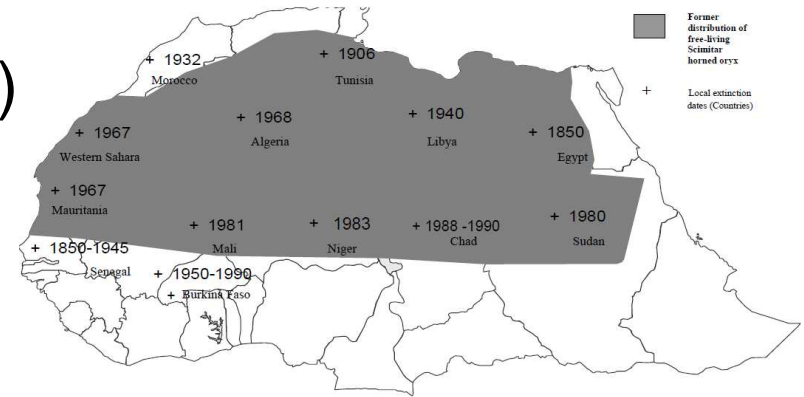 )
Former
distribution of
free-living
Scimitar
horned oryx
+ Local extinction
dates (Countries)
+ 1932
Morocco
+ 1906
Tunisia
+ 1968
Algeria
+ 1940
Libya
+ 1850
Egypt
+ 1967
Western Sahara
+ 1967
Mauritania
+ 1981
Mali
+ 1983
Niger
+ 1988 -1990
Chad
+ 1980
Sudan
+ 1850-1945
Senegal
+ 1950-1990
+ Burkina Faso